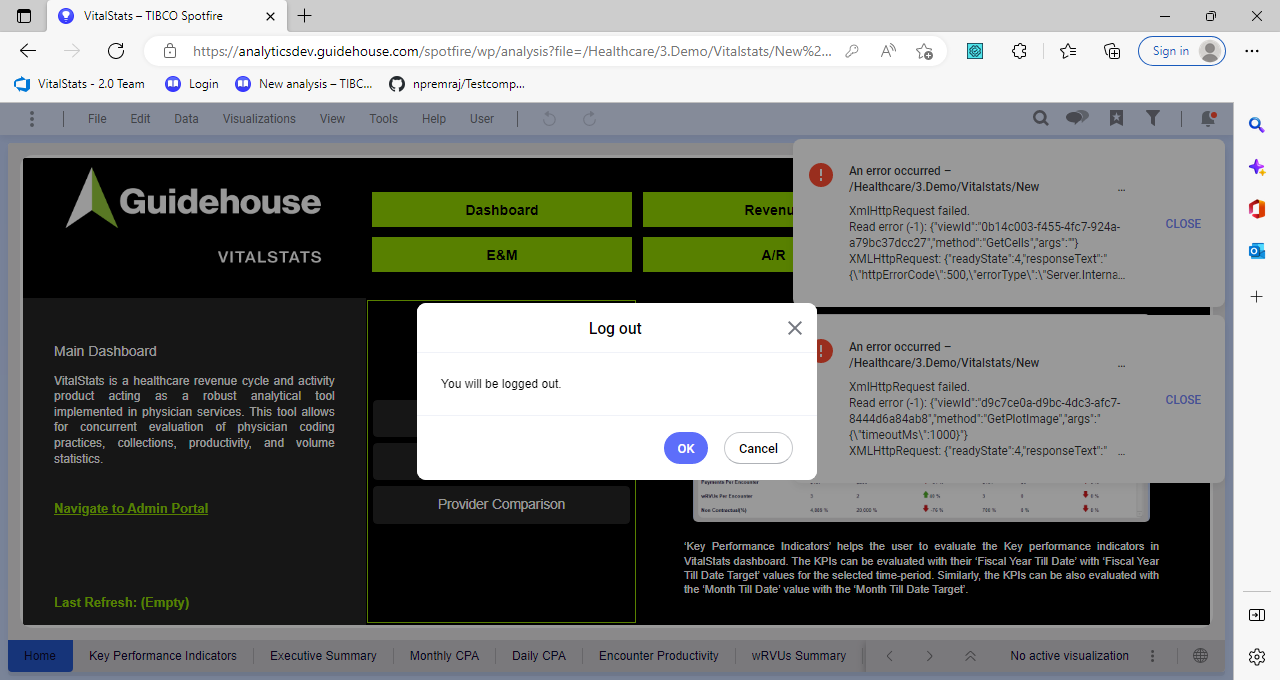 VitalStats – TIBCO Spotfire
https://analyticsdev.guidehouse.com/spotfire/wp/analysis?file=/Healthcare/3.Demo/Vitalstats/New%2...
Sign in
VitalStats - 2.0 Team
Login
New analysis – TIBC...
npremraj/Testcomp...
File Edit Data Visualizations View Tools Help User
Guidehouse
VITALSTATS
Dashboard
Revenu
E&M
A/R
An error occurred –
/Healthcare/3.Demo/Vitalstats/New ...
XmlHttpRequest failed.
Read error (-1): {"viewId":"0b14c003-f455-4fc7-924a-
a79bc37dcc27","method":"GetCells","args":""}
XMLHttpRequest: {"readyState":4,"responseText":"
{\"httpErrorCode\":500,\"errorType\":\"Server.Interna...
CLOSE
An error occurred –
/Healthcare/3.Demo/Vitalstats/New ...
XmlHttpRequest failed.
Read error (-1): {"viewId":"d9c7ce0a-d9bc-4dc3-afc7-
8444d6a84ab8","method":"GetPlotImage","args":"
{\"timeoutMs\":1000}"}
XMLHttpRequest: {"readyState":4,"responseText":" ...
CLOSE
Log out
You will be logged out.
OK
Cancel
Main Dashboard
VitalStats is a healthcare revenue cycle and activity
product acting as a robust analytical tool
implemented in physician services. This tool allows
for concurrent evaluation of physician coding
practices, collections, productivity, and volume
statistics.
Navigate to Admin Portal
Last Refresh: (Empty)
Provider Comparison
Payments Per Encounter
wRVUs Per Encounter
Non Contractual(%)
‘Key Performance Indicators’ helps the user to evaluate the Key performance indicators in
VitalStats dashboard. The KPIs can be evaluated with their ‘Fiscal Year Till Date’ with ‘Fiscal Year
Till Date Target’ values for the selected time-period. Similarly, the KPIs can be also evaluated with
the ‘Month Till Date’ value with the ‘Month Till Date Target’.
Home
Key Performance Indicators
Executive Summary
Monthly CPA
Daily CPA
Encounter Productivity
wRVUs Summary
No active visualization